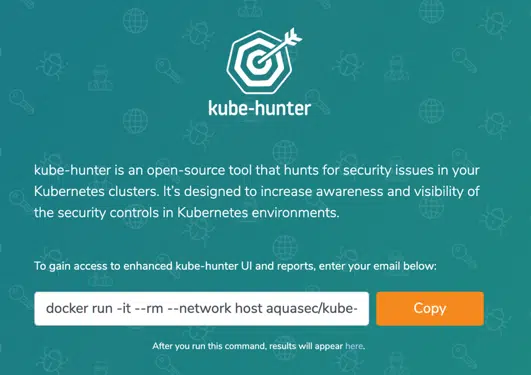 kube-hunter
kube-hunter is an open-source tool that hunts for security issues in your
Kubernetes clusters. It's designed to increase awareness and visibility of
the security controls in Kubernetes environments.
To gain access to enhanced kube-hunter UI and reports, enter your email below:
docker run -it --rm --network host aquasec/kube-
Copy
After you run this command, results will appear here.